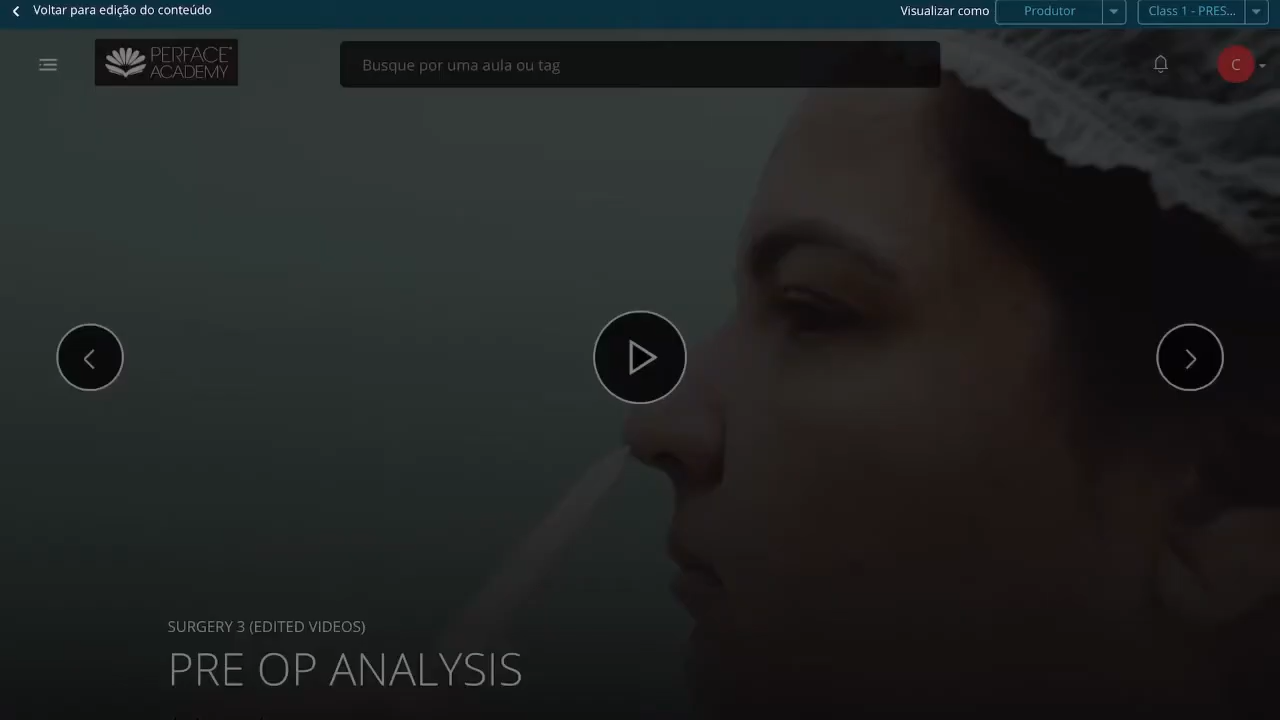 Voltar para edição do conteúdo
Visualizar como
Produtor
Class 1 - PRES...
PERFACE
ACADEMY
Busque por uma aula ou tag
C
SURGERY 3 (EDITED VIDEOS)
PRE OP ANALYSIS